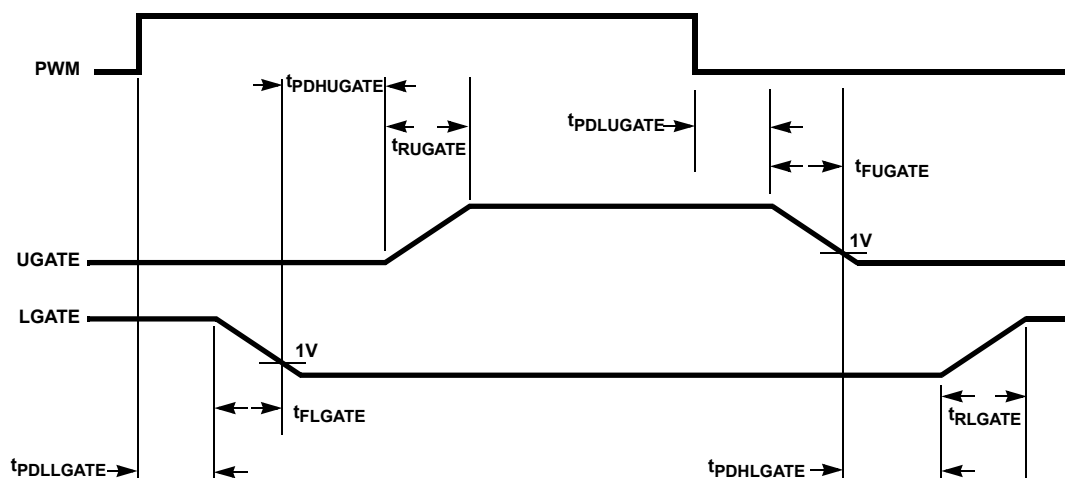 PWM
tPDHUGATE
tRUGATE
tPDLUGATE
tFUGATE
UGATE
1V
LGATE
1V
tFLGATE
tRLGATE
tPDLLGATE
tPDHLGATE